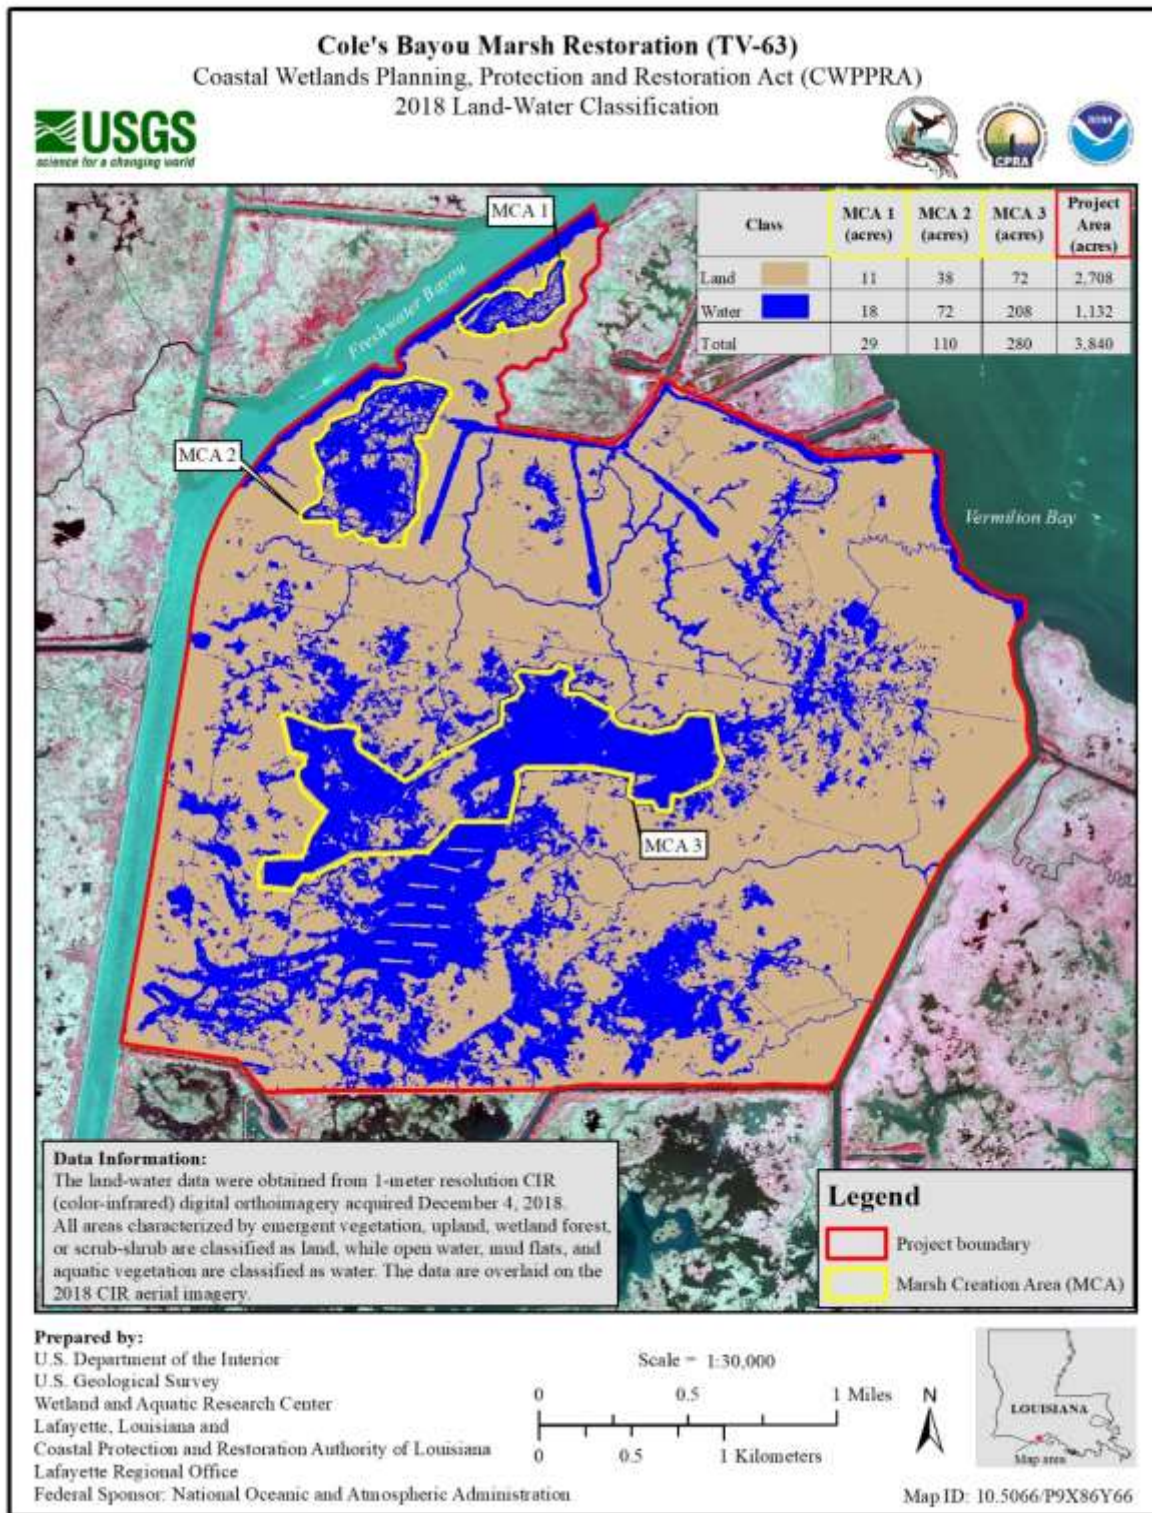 Cole's Bayou Marsh Restoration (TV-63)
Coastal Wetlands Planning, Protection and Restoration Act (CWPPRA)
2018 Land-Water Classification
USGS
science for a changing world
CPRA
MCA 1
Class
MCA 1 (acres)
MCA 2 (acres)
MCA 3 (acres)
Project Area (acres)
Land 11 38 72 2,708
Water 18 72 208 1,132
Total 29 110 280 3,840
Freshwater Bayou
MCA 2
Vermilion Bay
MCA 3
Data Information:
The land-water data were obtained from 1-meter resolution CIR
(color-infrared) digital orthoimagery acquired December 4, 2018.
All areas characterized by emergent vegetation, upland, wetland forest,
or scrub-shrub are classified as land, while open water, mud flats, and
aquatic vegetation are classified as water. The data are overlaid on the
2018 CIR aerial imagery.
Legend
Project boundary
Marsh Creation Area (MCA)
Prepared by:
U.S. Department of the Interior
U.S. Geological Survey
Wetland and Aquatic Research Center
Lafayette, Louisiana and
Coastal Protection and Restoration Authority of Louisiana
Lafayette Regional Office
Federal Sponsor: National Oceanic and Atmospheric Administration
Scale = 1:30,000
0 0.5 1 Miles
0 0.5 1 Kilometers
N
LOUISIANA
Map area
Map ID: 10.5066/P9X86Y66